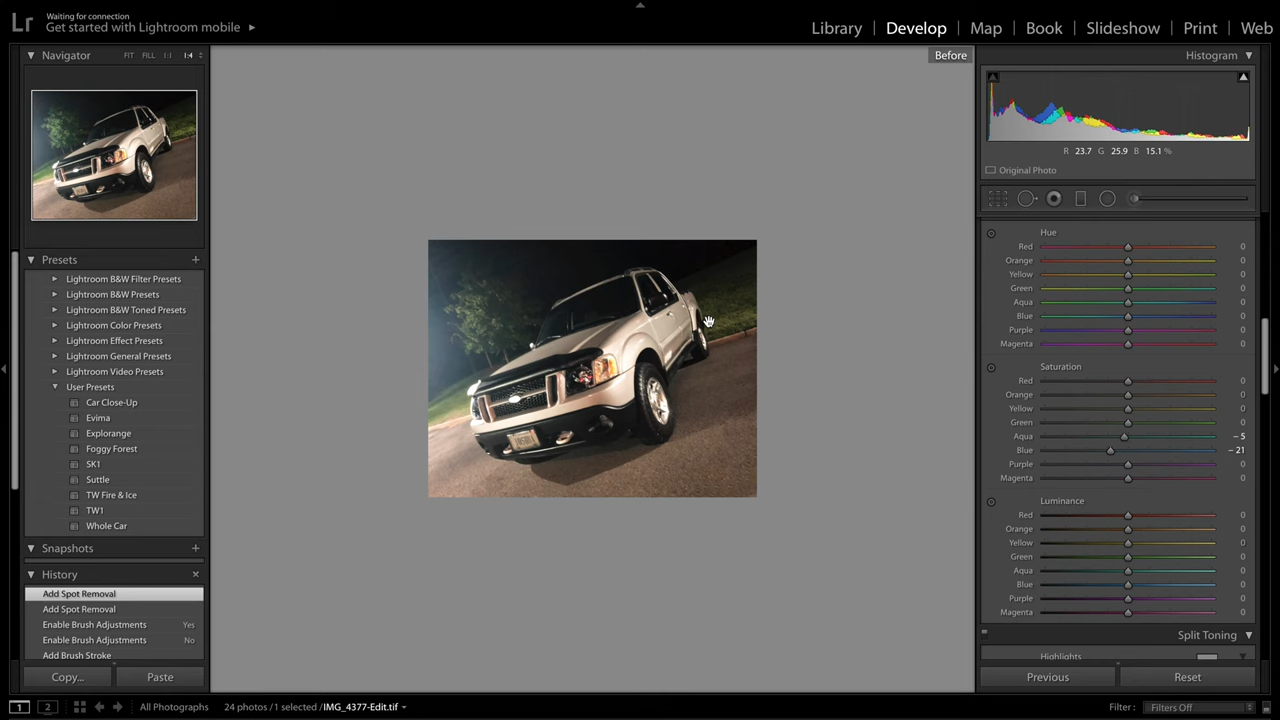 Lr
Waiting for connection
Get started with Lightroom mobile
Library | Develop | Map | Book | Slideshow | Print | Web
Navigator FIT FILL 1:1 1:4
Before
Histogram
R 23.7 G 25.9 B 15.1 %
Original Photo
Presets
Lightroom B&W Filter Presets
Lightroom B&W Presets
Lightroom B&W Toned Presets
Lightroom Color Presets
Lightroom Effect Presets
Lightroom General Presets
Lightroom Video Presets
User Presets
Car Close-Up
Evima
Explorange
Foggy Forest
SK1
Suttle
TW Fire & Ice
TW1
Whole Car
Snapshots +
History ×
Add Spot Removal
Add Spot Removal
Enable Brush Adjustments Yes
Enable Brush Adjustments No
Add Brush Stroke
Copy... Paste
Hue
Red 0
Orange 0
Yellow 0
Green 0
Aqua 0
Blue 0
Purple 0
Magenta 0
Saturation
Red 0
Orange 0
Yellow 0
Green 0
Aqua – 5
Blue – 21
Purple 0
Magenta 0
Luminance
Red 0
Orange 0
Yellow 0
Green 0
Aqua 0
Blue 0
Purple 0
Magenta 0
Split Toning
Highlights
Previous Reset
1 2 All Photographs 24 photos / 1 selected / IMG_4377-Edit.tif Filter : Filters Off